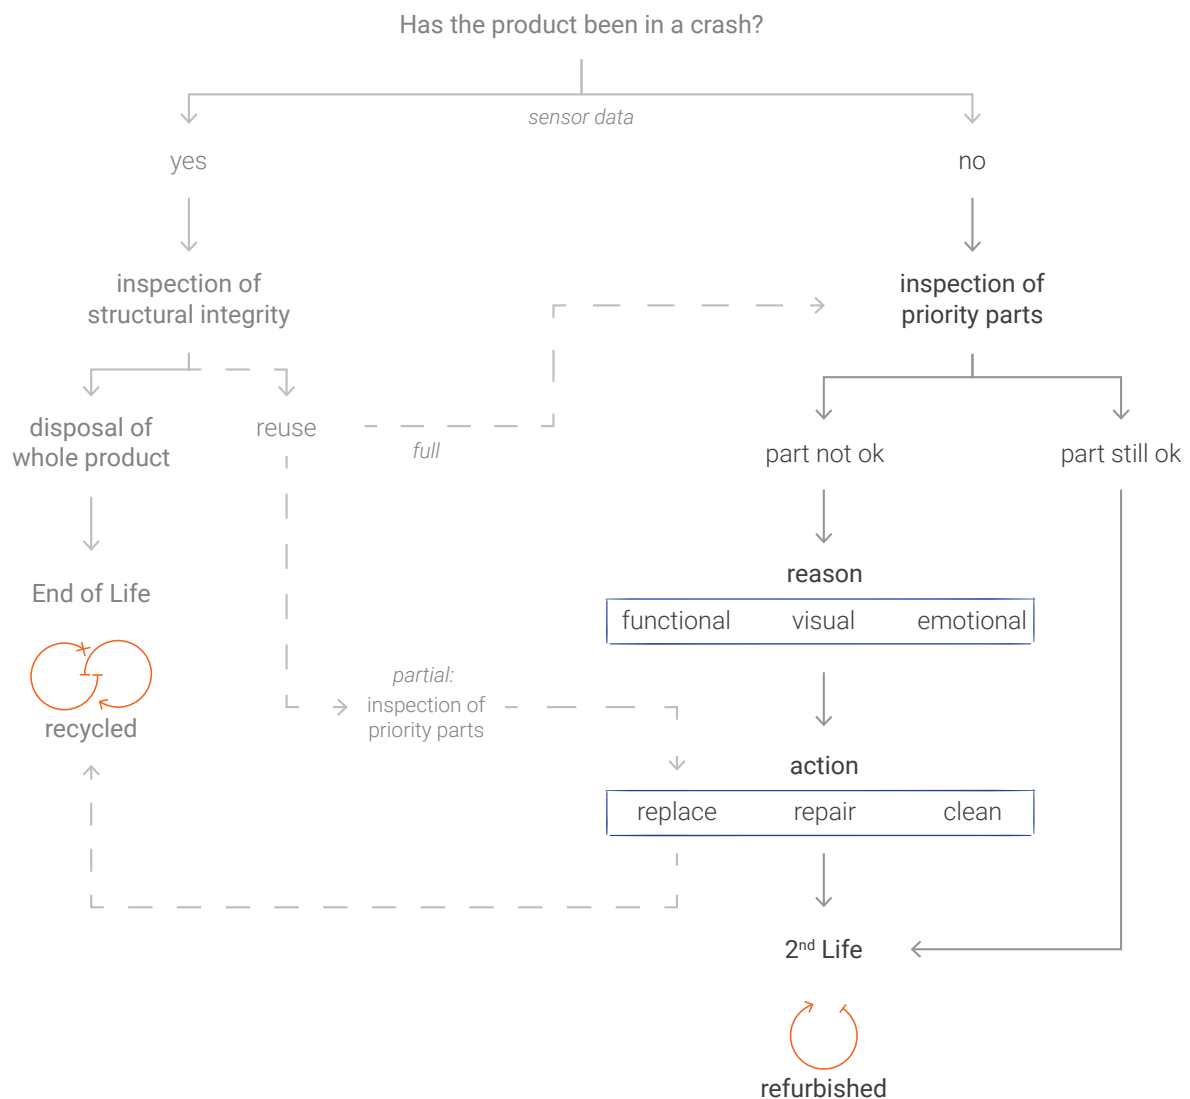 Has the product been in a crash?
sensor data
yes
no
inspection of
structural integrity
inspection of
priority parts
disposal of
whole product
reuse
full
part not ok
part still ok
End of Life
reason
functional visual emotional
recycled
partial:
inspection of
priority parts
action
replace repair clean
2nd Life
refurbished